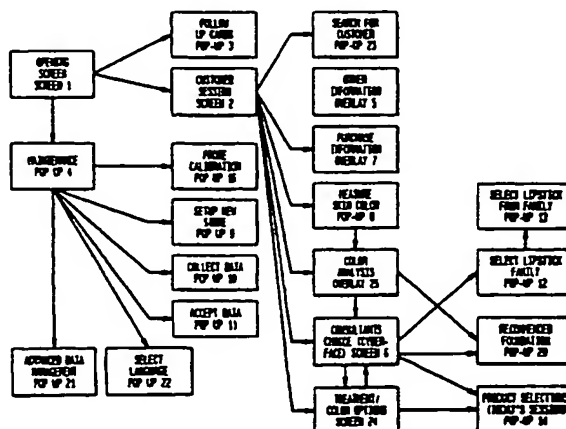 FOLLOW
UP CARDS
POP-UP 3
SEARCH FOR
CUSTOMER
POP-UP 23
OPENING
SCREEN
SCREEN 1
CUSTOMER
SESSION
SCREEN 2
OTHER
INFORMATION
OVERLAY 5
MAINTENANCE
POP UP 4
PROBE
CALIBRATION
POP UP
PURCHASE
INFORMATION
OVERLAY 7
SETUP NEW
STORE
POP UP 9
MEASURE
SKIN COLOR
POP-UP 8
SELECT LIPSTICK
FROM FAMILY
POP-UP 13
COLLECT DATA
POP UP 10
COLOR
ANALYSIS
OVERLAY 25
SELECT LIPSTICK
FAMILY
POP-UP 12
ACCEPT DATA
POP UP 11
CONSULTANTS
CHOICE (CYBER-
FACE) SCREEN 6
RECOMMENDED
FOUNDATION
POP-UP 20
ADVANCED DATA
MANAGEMENT
POP UP 21
SELECT
LANGUAGE
POP UP 22
TREATMENT/
COLOR OPTIONS
SCREEN 24
PRODUCT SELECTIONS
(TODAY'S SESSION)
POP-UP 14